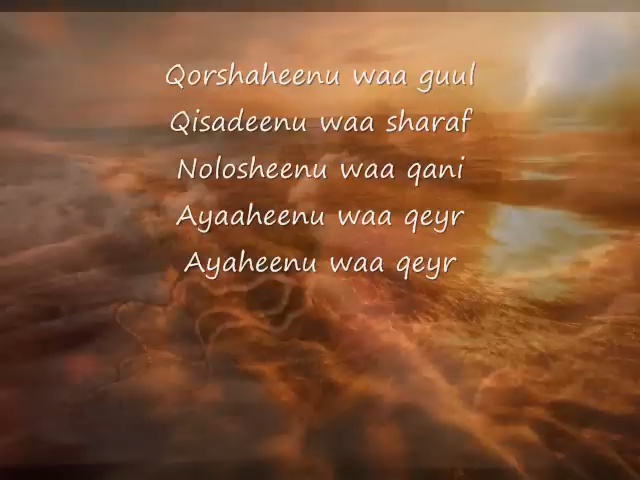 Qorshaheenu waa guul
Qisadeenu waa sharaf
Nolosheenu waa qani
Ayaaheenu waa qeyr
Ayaheenu waa qeyr